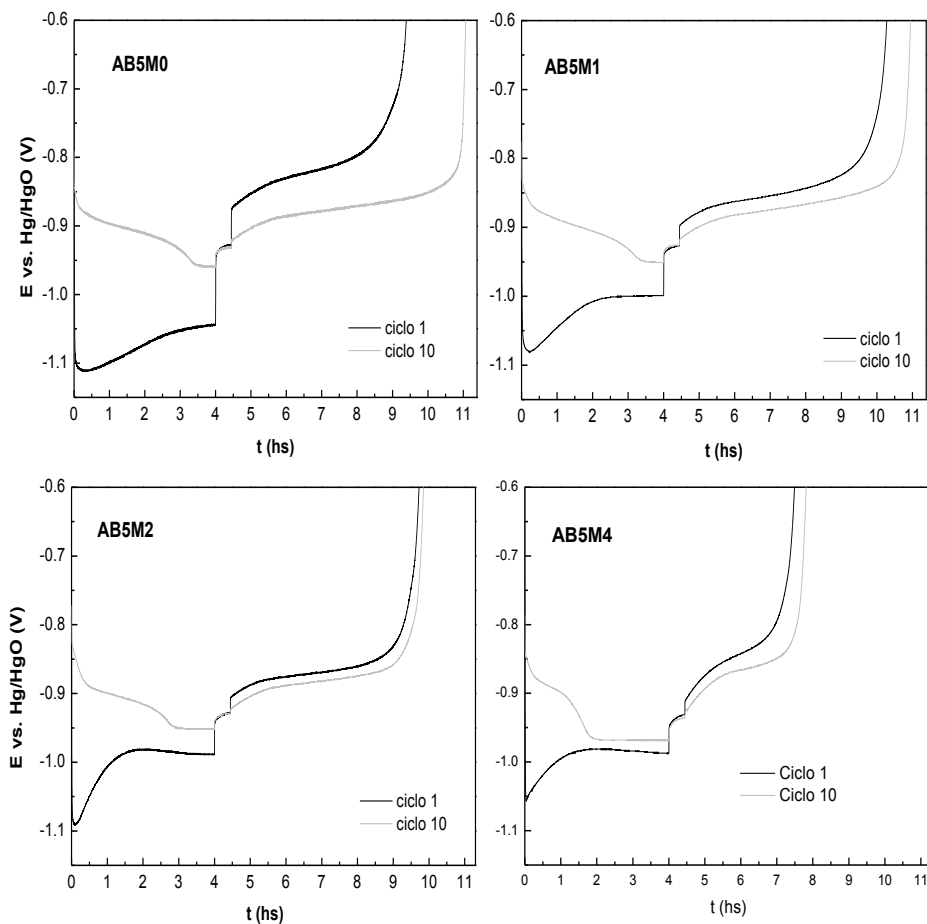 AB5M0
-0.6
-0.7
-0.8
-0.9
-1.0
-1.1
E vs. Hg/HgO (V)
ciclo 1
ciclo 10
0 1 2 3 4 5 6 7 8 9 10 11
t (hs)
AB5M1
-0.6
-0.7
-0.8
-0.9
-1.0
-1.1
ciclo 1
ciclo 10
0 1 2 3 4 5 6 7 8 9 10 11
t (hs)
AB5M2
-0.6
-0.7
-0.8
-0.9
-1.0
-1.1
E vs. Hg/HgO (V)
ciclo 1
ciclo 10
0 1 2 3 4 5 6 7 8 9 10 11
t (hs)
AB5M4
-0.6
-0.7
-0.8
-0.9
-1.0
-1.1
Ciclo 1
Ciclo 10
0 1 2 3 4 5 6 7 8 9 10 11
t (hs)